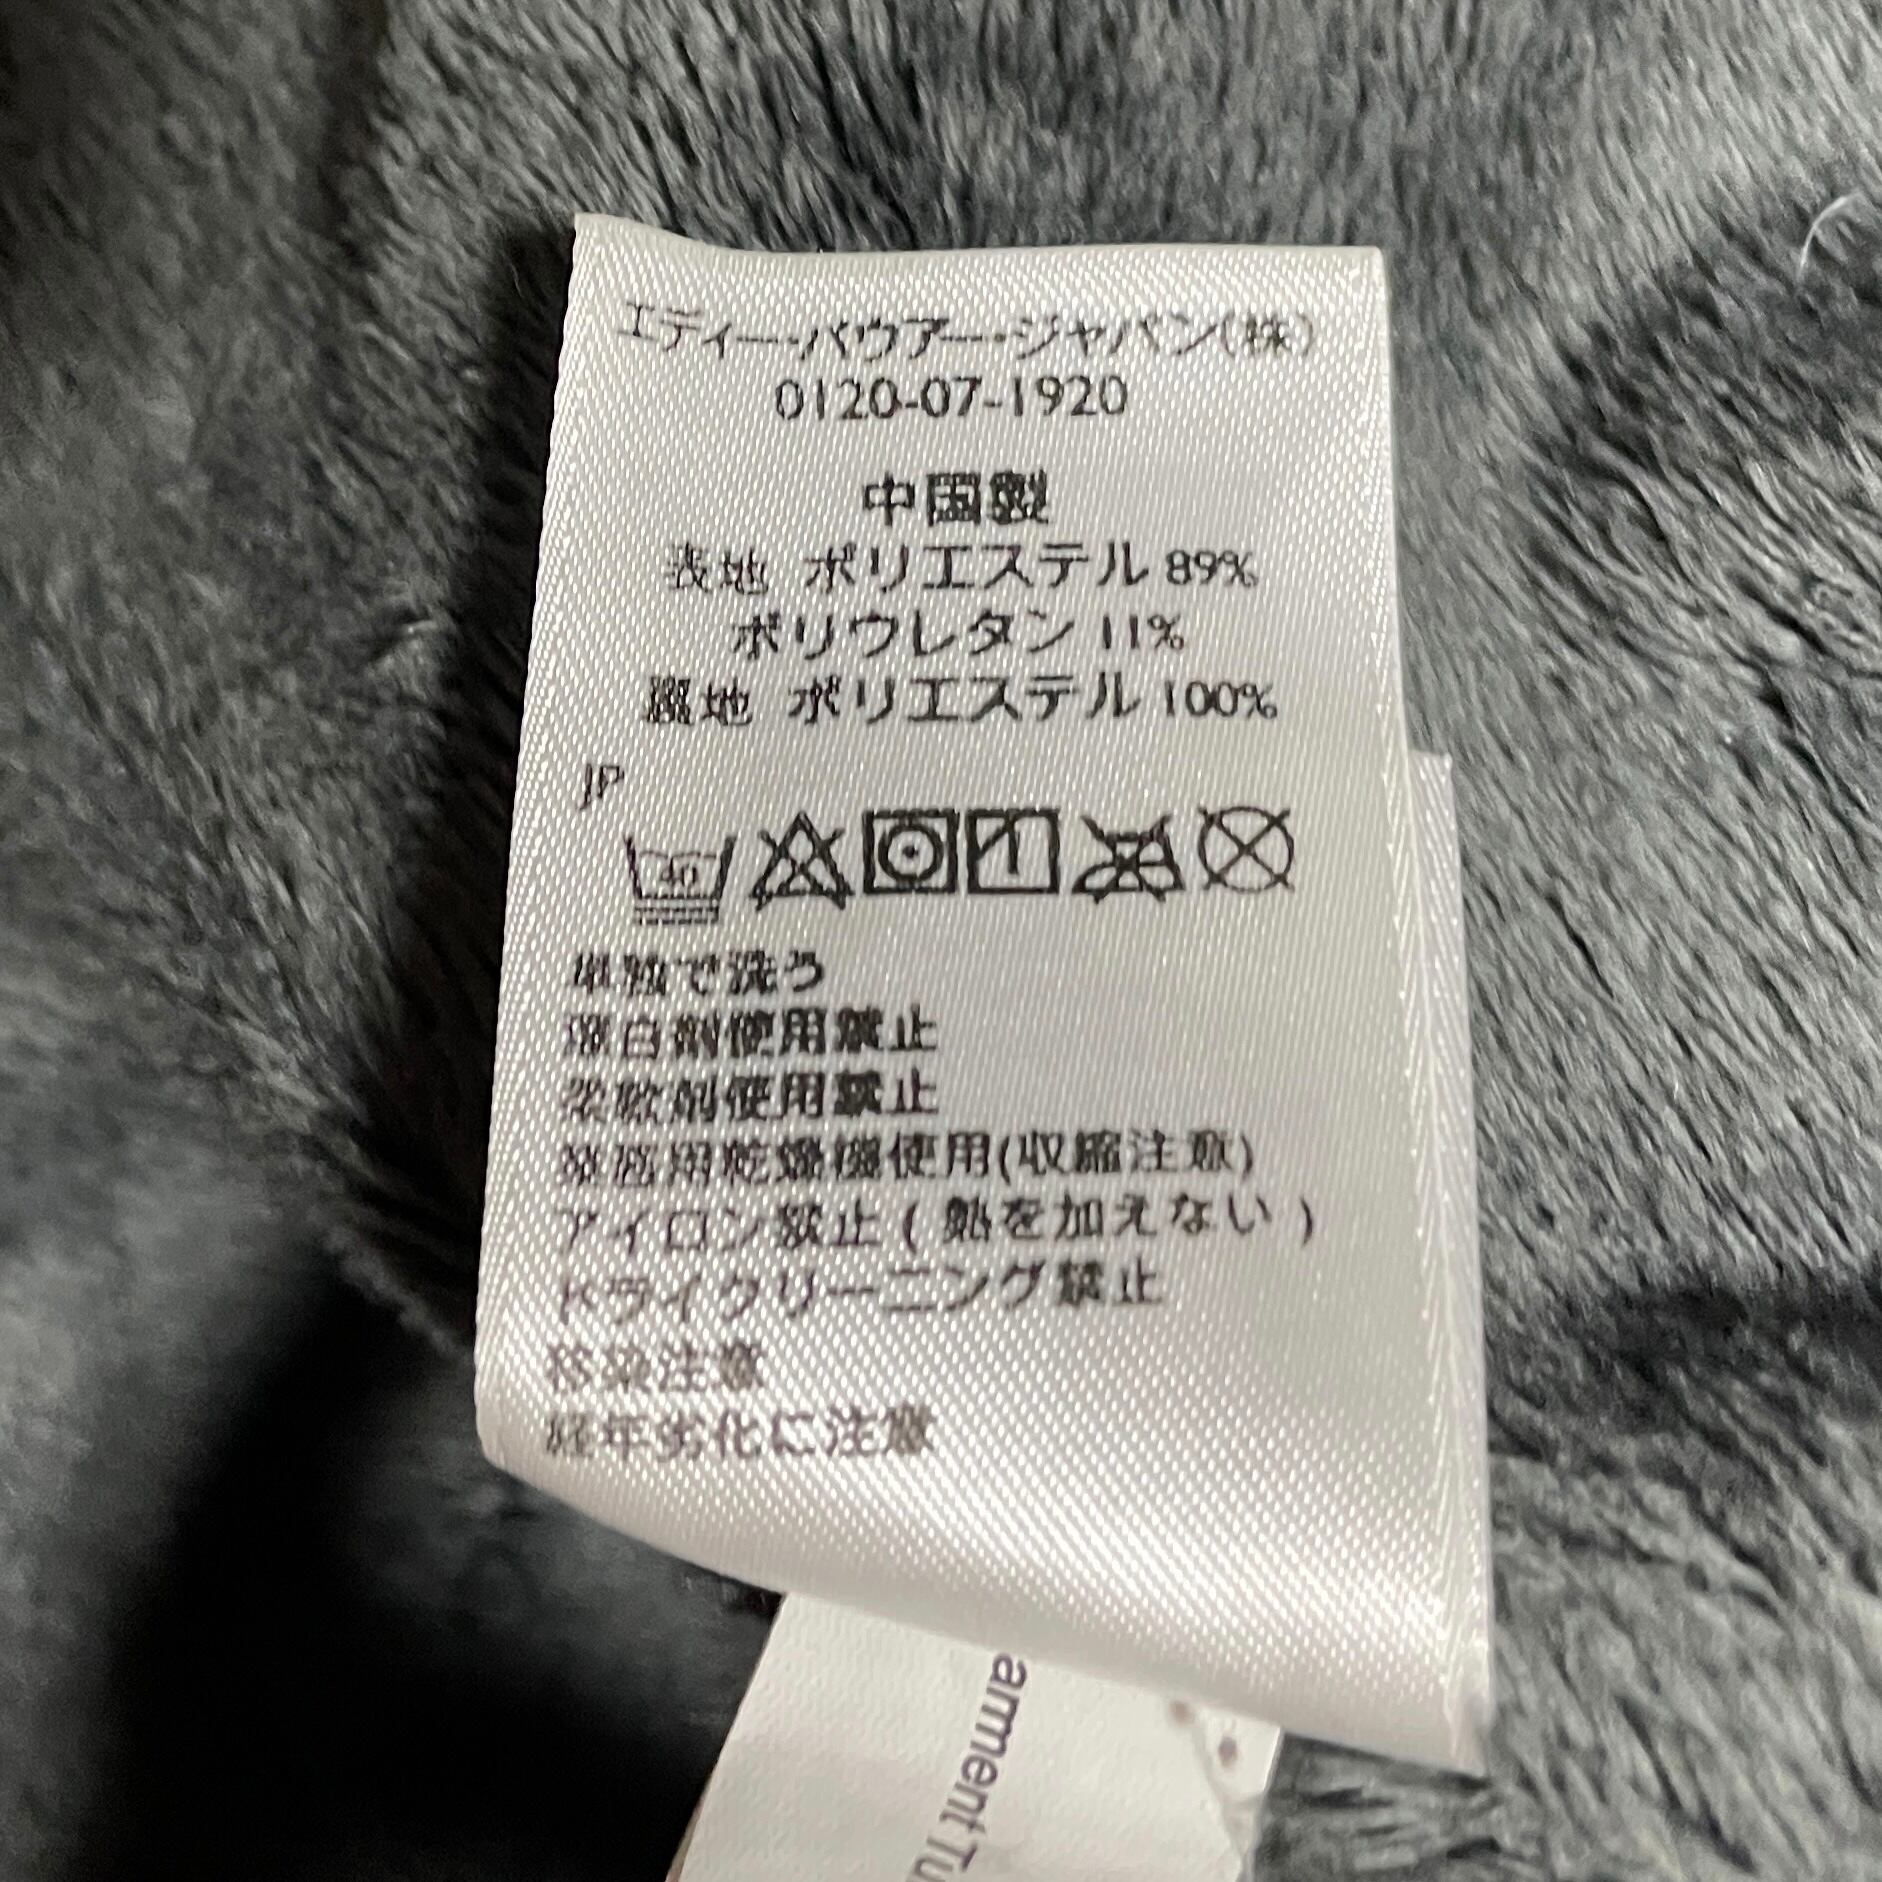 エディー・バウアー・ジャパン(株)
0120-07-1920
中国製
表地 ポリエステル 89%
ポリウレタン 11%
裏地 ポリエステル 100%
JP
40
単独で洗う
漂白剤使用禁止
柔軟剤使用禁止
家庭用乾燥機使用(収縮注意)
アイロン禁止 ( 熱を加えない )
ドライクリーニング禁止
移染注意
経年劣化に注意
arment Tu